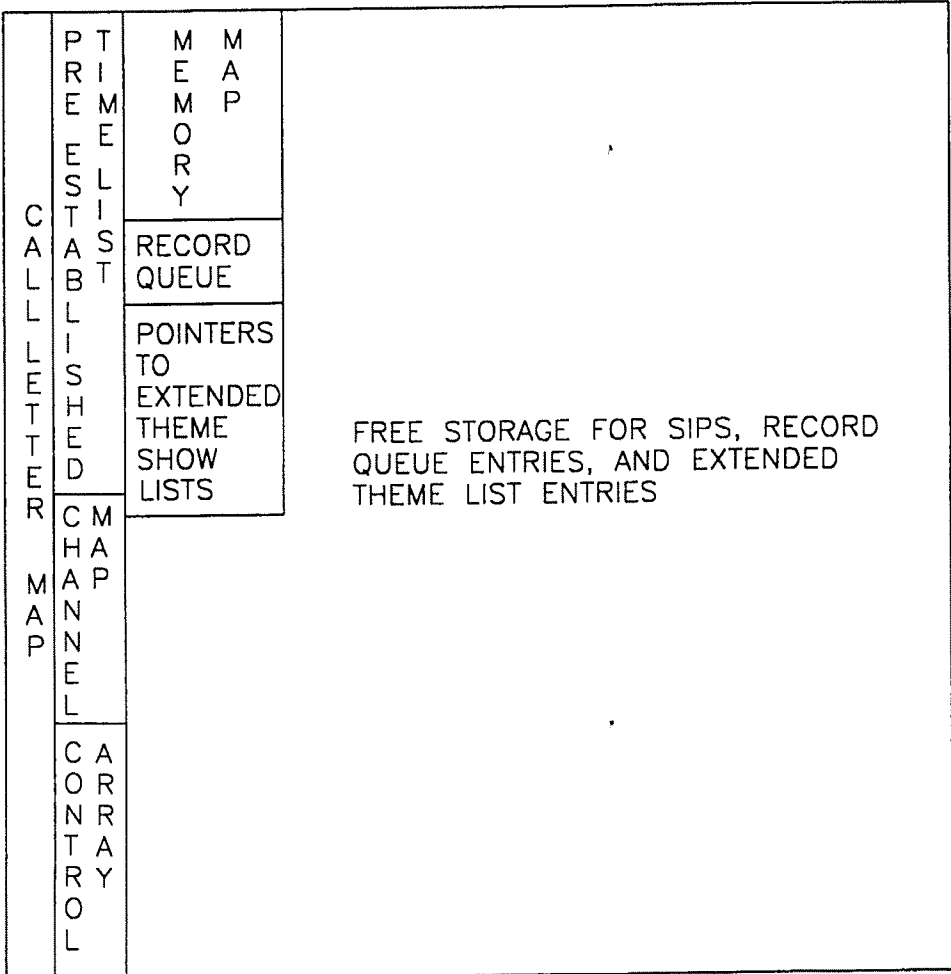 CALL LETTER MAP
PRE ESTABLISHED
TIME LIST
CHANNEL
MAP
CONTROL
ARRAY
MEMORY
MAP
RECORD
QUEUE
POINTERS
TO
EXTENDED
THEME
SHOW
LISTS
FREE STORAGE FOR SIPS, RECORD
QUEUE ENTRIES, AND EXTENDED
THEME LIST ENTRIES